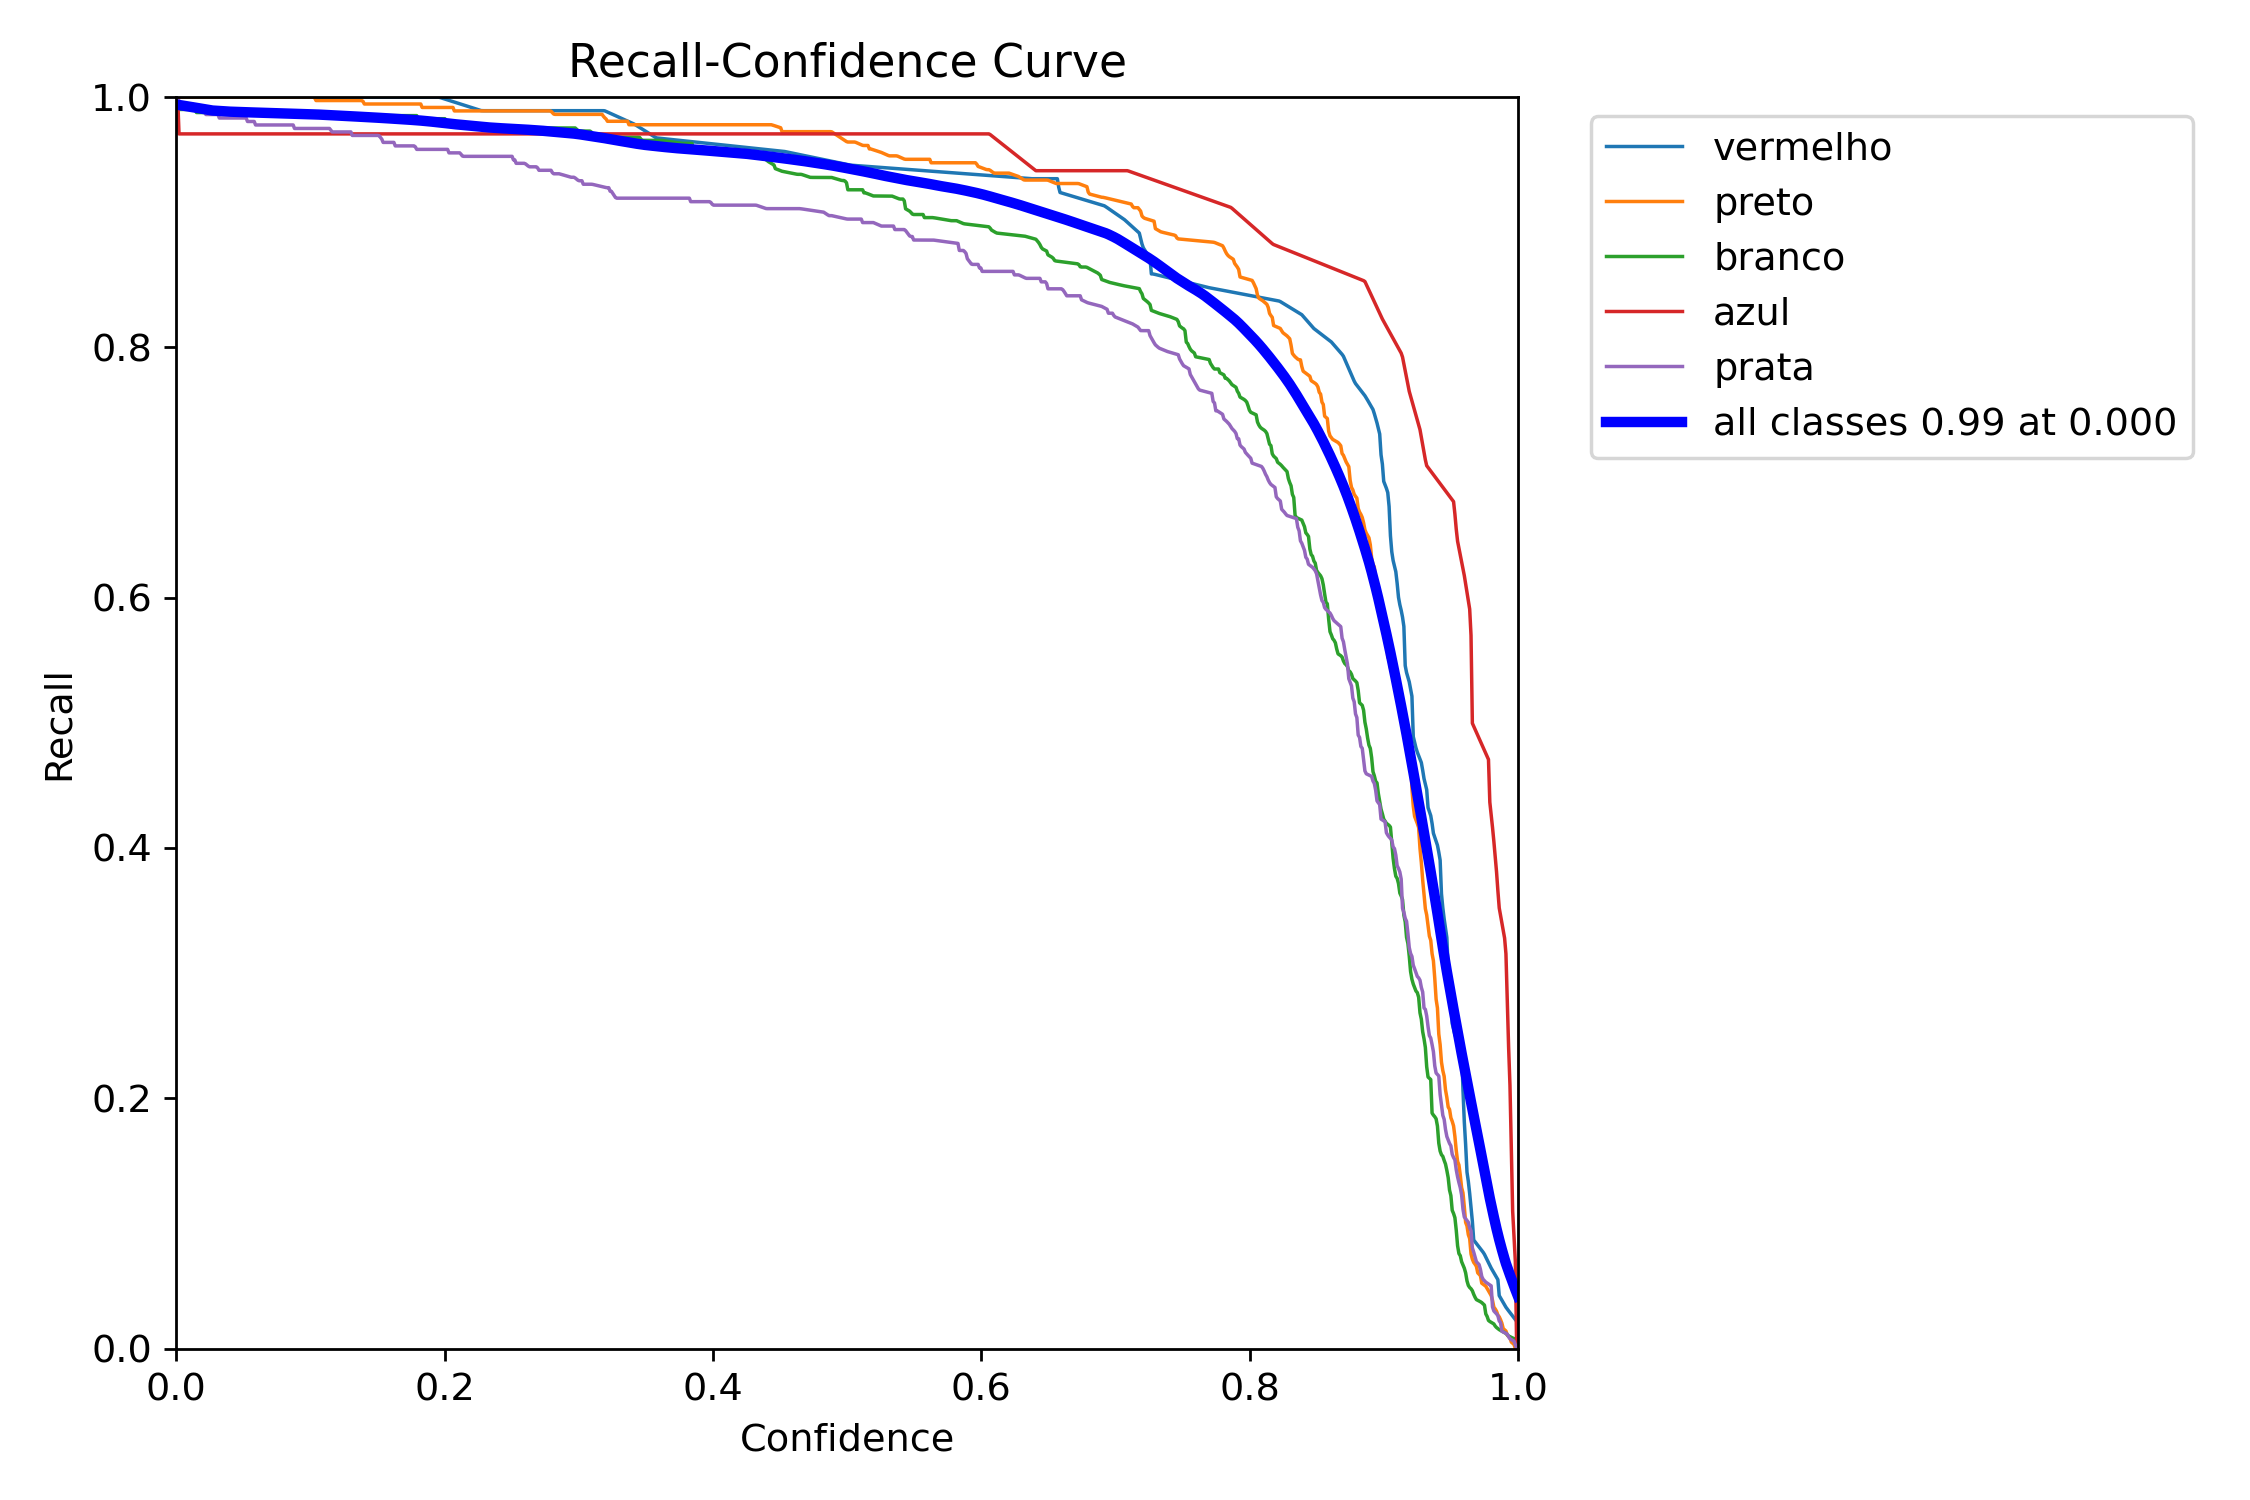 Recall-Confidence Curve
1.0
0.8
0.6
0.4
0.2
0.0
Recall
0.0 0.2 0.4 0.6 0.8 1.0
Confidence
vermelho
preto
branco
azul
prata
all classes 0.99 at 0.000